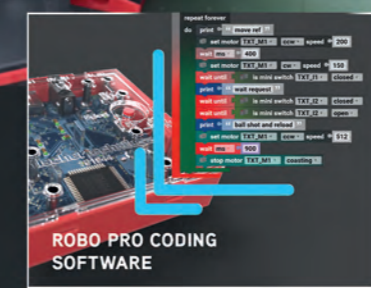 repeat forever
do print " move ref "
set motor TXT_M1 ccw speed 200
wait ms 400
set motor TXT_M1 cw speed 150
wait until is mini switch TXT_I1 closed
print " wait request "
wait until is mini switch TXT_I2 closed
wait until is mini switch TXT_I2 open
print " ball shot and reload "
set motor TXT_M1 ccw speed 512
wait ms 900
stop motor TXT_M1 coasting
ROBO PRO CODING
SOFTWARE